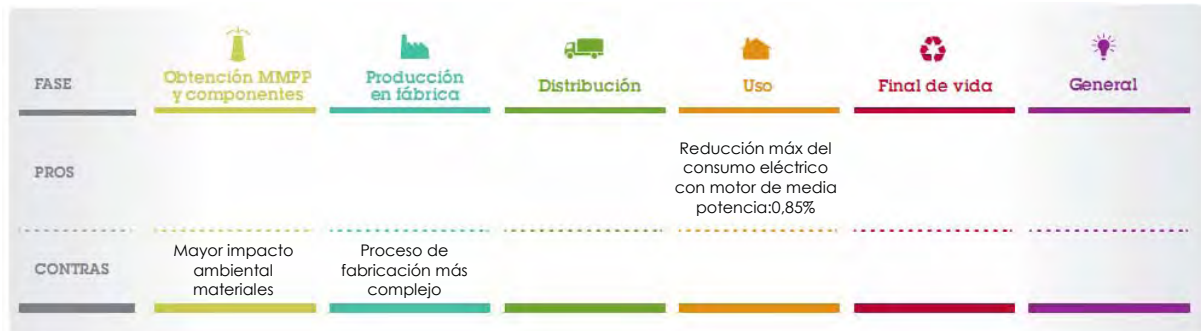 FASE
Obtención MMPP
y componentes
Producción
en fábrica
Distribución
Uso
Final de vida
General
PROS
Reducción máx del
consumo eléctrico
con motor de media
potencia:0,85%
CONTRAS
Mayor impacto
ambiental
materiales
Proceso de
fabricación más
complejo